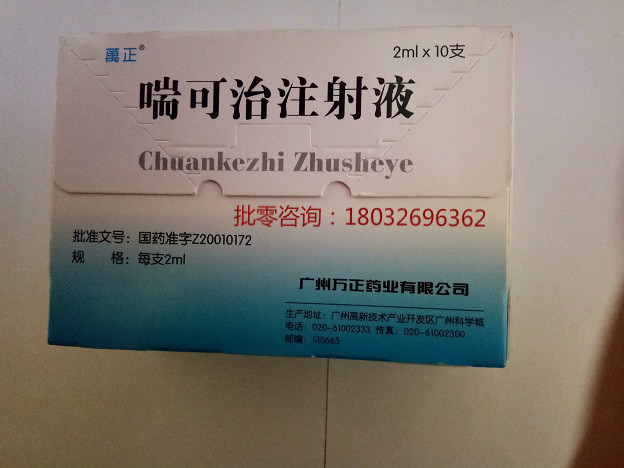 萬正®
2ml x 10支
喘可治注射液
Chuankezhi Zhusheye
批零咨询：18032696362
批准文号：国药准字Z20010172
规 格：每支2ml
广州万正药业有限公司
生产地址：广州高新技术产业开发区广州科学城
电话：020-61002333 传真：020-61002300
邮编：510663